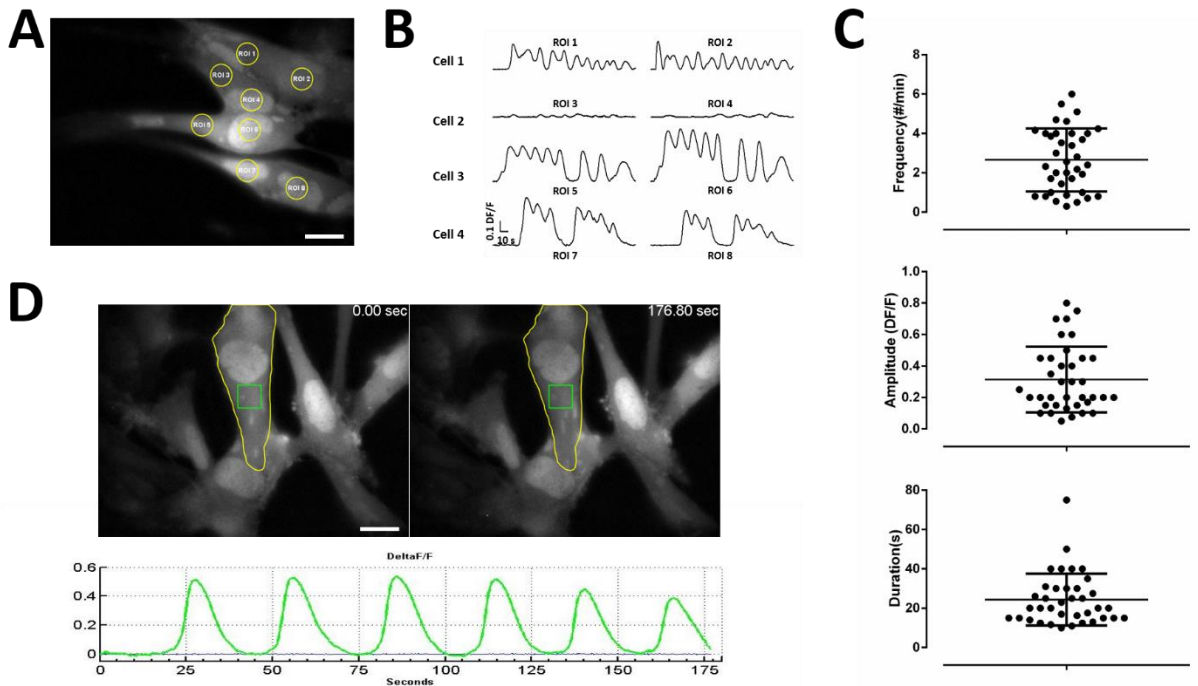 A
ROI 1
ROI 3
ROI 2
ROI 4
ROI 5
ROI 6
ROI 7
ROI 8
B
ROI 1 ROI 2
Cell 1
ROI 3 ROI 4
Cell 2
Cell 3
ROI 5 ROI 6
Cell 4
0.1 DF/F
10 s
ROI 7 ROI 8
C
Frequency(#/min)
8
6
4
2
0
Amplitude (DF/F)
1.0
0.8
0.6
0.4
0.2
0.0
Duration(s)
80
60
40
20
0
D
0.00 sec 176.80 sec
DeltaF/F
0.6
0.4
0.2
0
0 25 50 75 100 125 150 175
Seconds